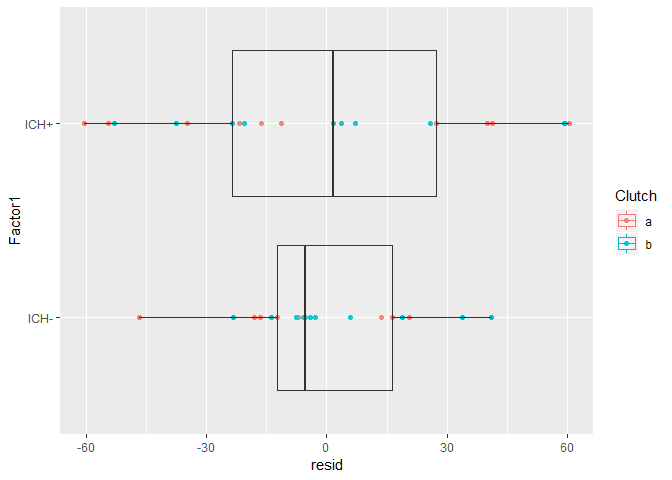 ICH+
ICH-
Factor1
-60 -30 0 30 60
resid
Clutch
a
b